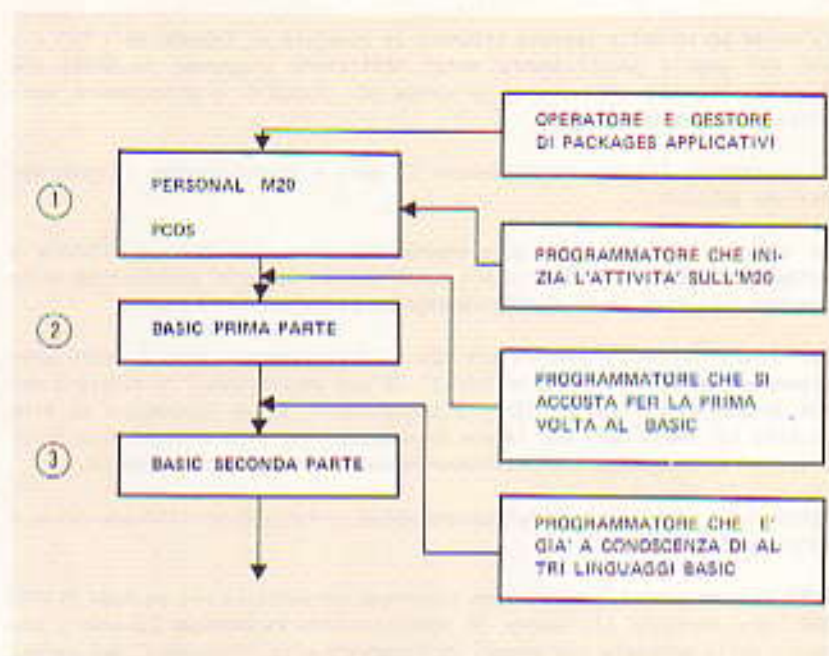 OPERATORE E GESTORE
DI PACKAGES APPLICATIVI
1
PERSONAL M20
PCOS
PROGRAMMATORE CHE INI-
ZIA L'ATTIVITA' SULL'M20
2
BASIC PRIMA PARTE
PROGRAMMATORE CHE SI
ACCOSTA PER LA PRIMA
VOLTA AL BASIC
3
BASIC SECONDA PARTE
PROGRAMMATORE CHE E'
GIA' A CONOSCENZA DI AL
TRI LINGUAGGI BASIC